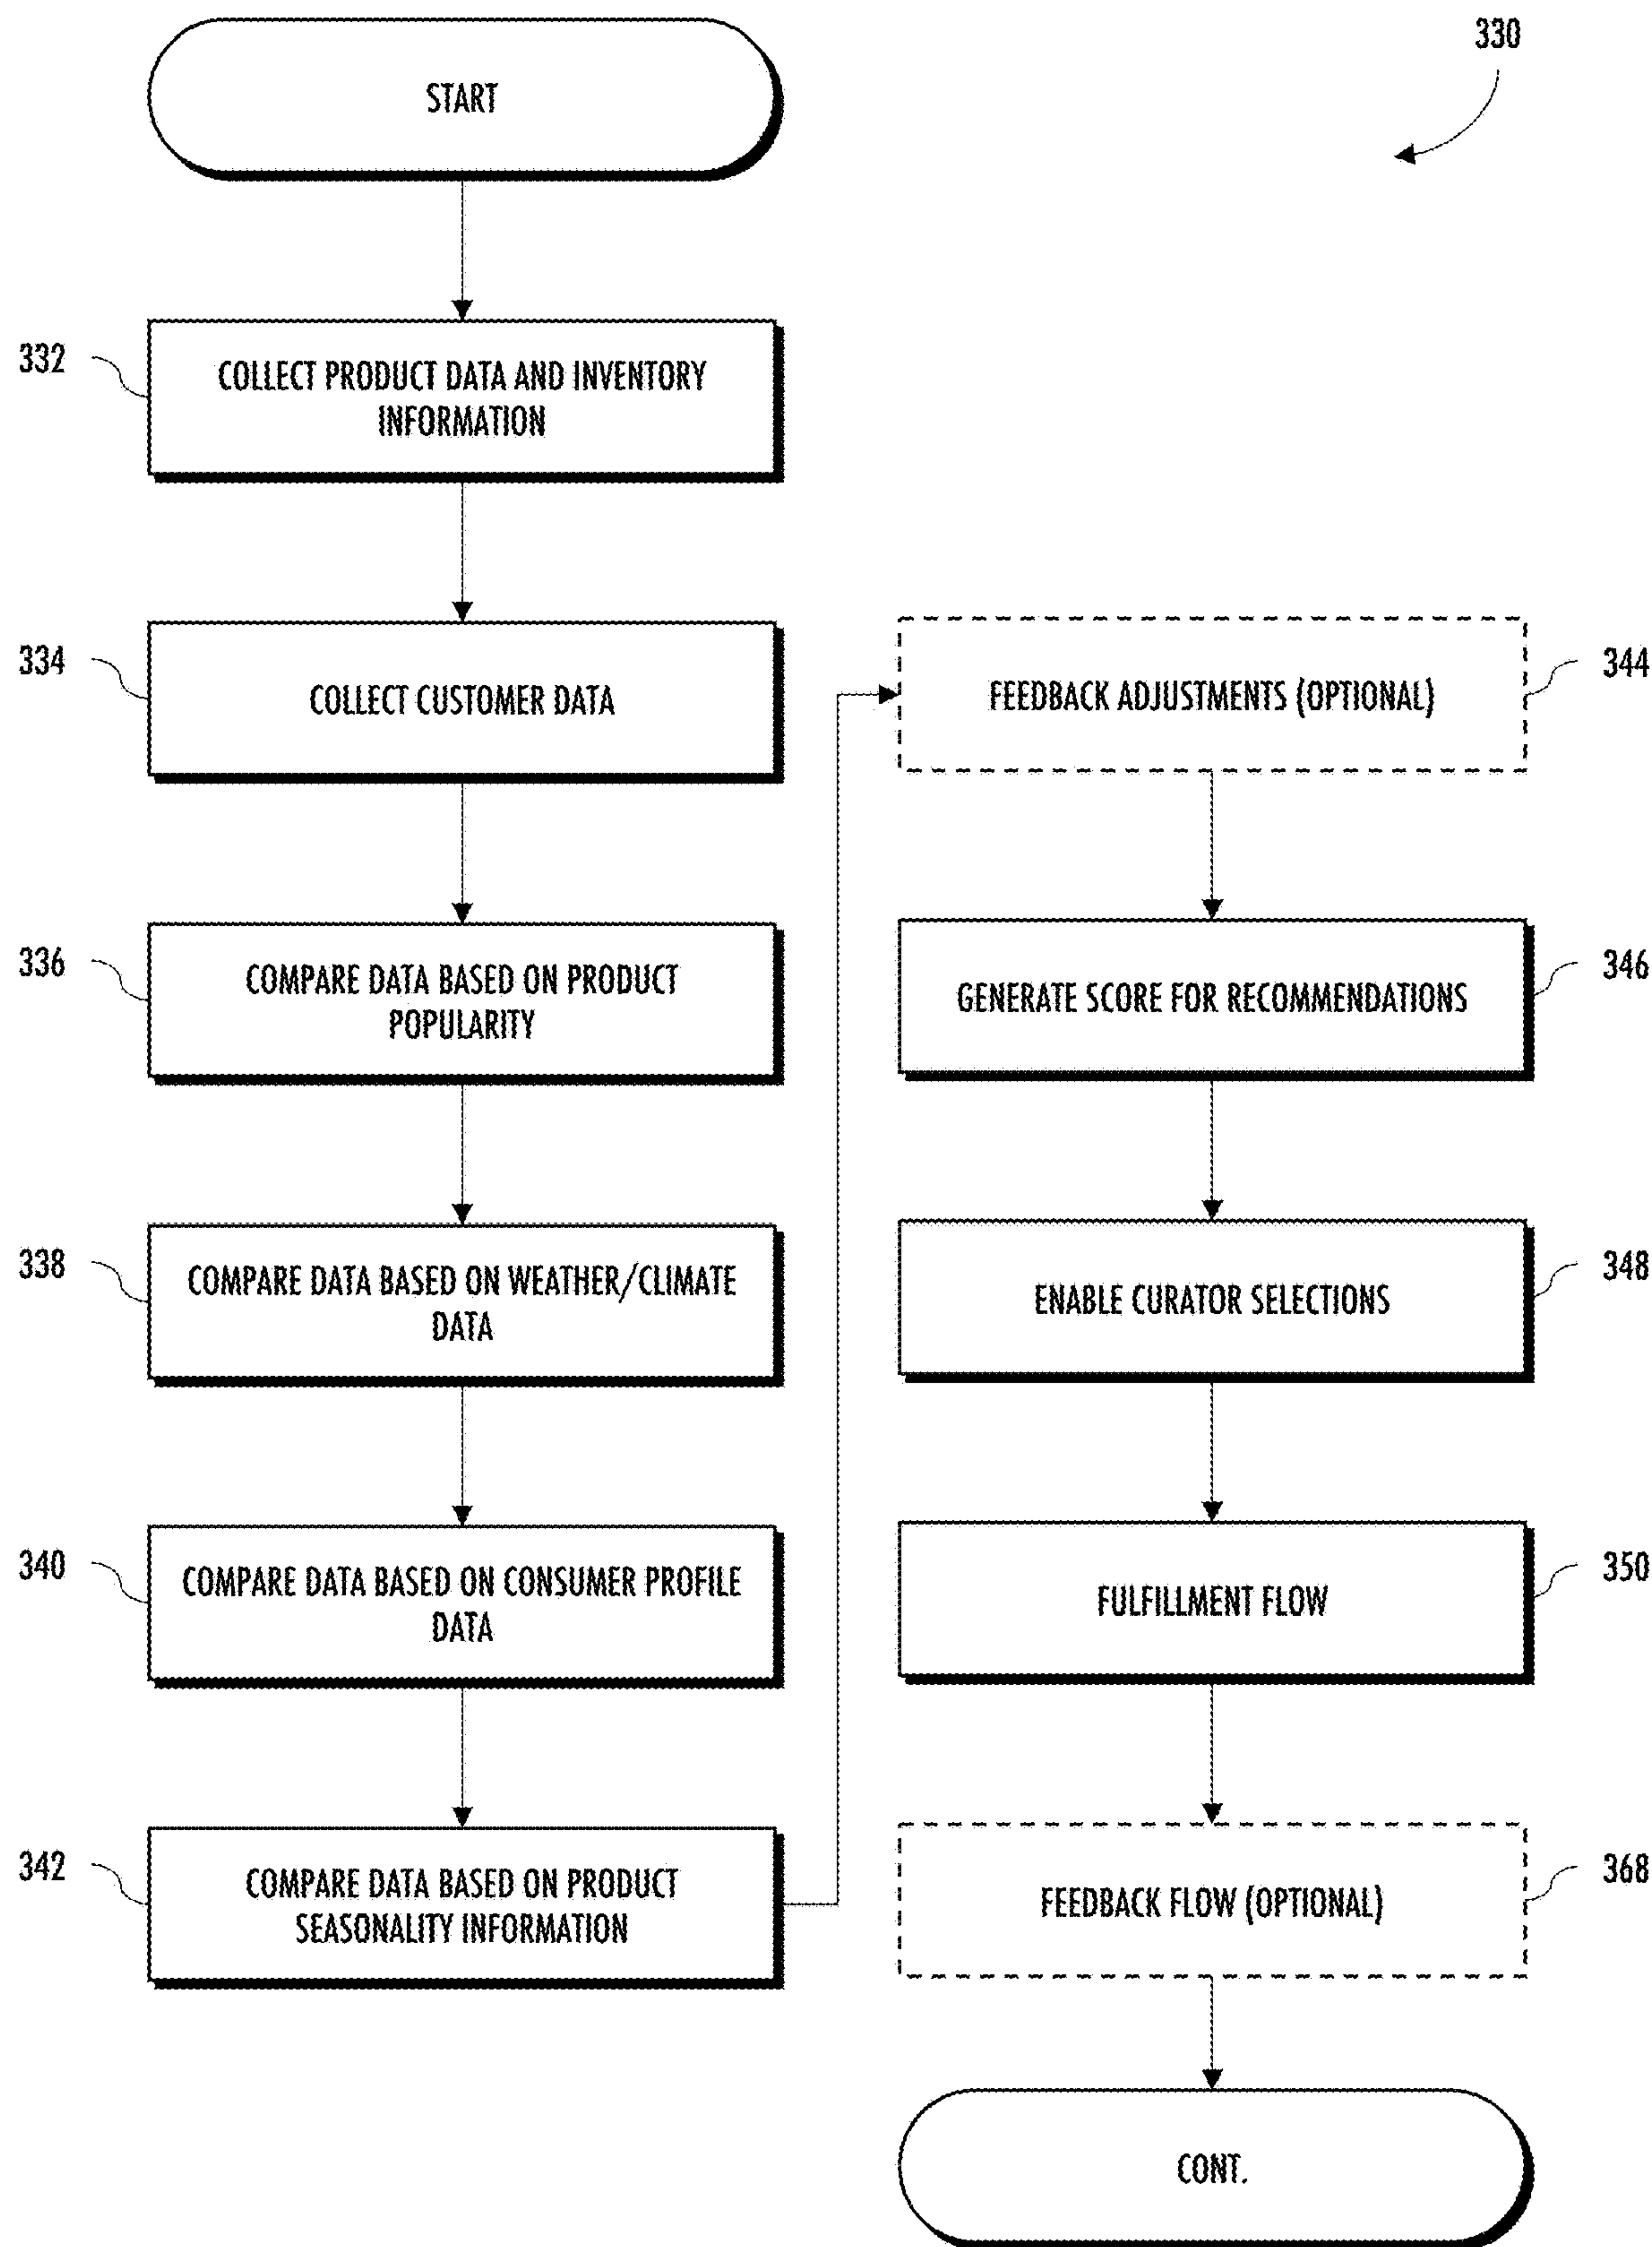 START
330
332
COLLECT PRODUCT DATA AND INVENTORY
INFORMATION
334
COLLECT CUSTOMER DATA
336
COMPARE DATA BASED ON PRODUCT
POPULARITY
338
COMPARE DATA BASED ON WEATHER/CLIMATE
DATA
340
COMPARE DATA BASED ON CONSUMER PROFILE
DATA
342
COMPARE DATA BASED ON PRODUCT
SEASONALITY INFORMATION
FEEDBACK ADJUSTMENTS (OPTIONAL)
344
GENERATE SCORE FOR RECOMMENDATIONS
346
ENABLE CURATOR SELECTIONS
348
FULFILLMENT FLOW
350
FEEDBACK FLOW (OPTIONAL)
368
CONT.